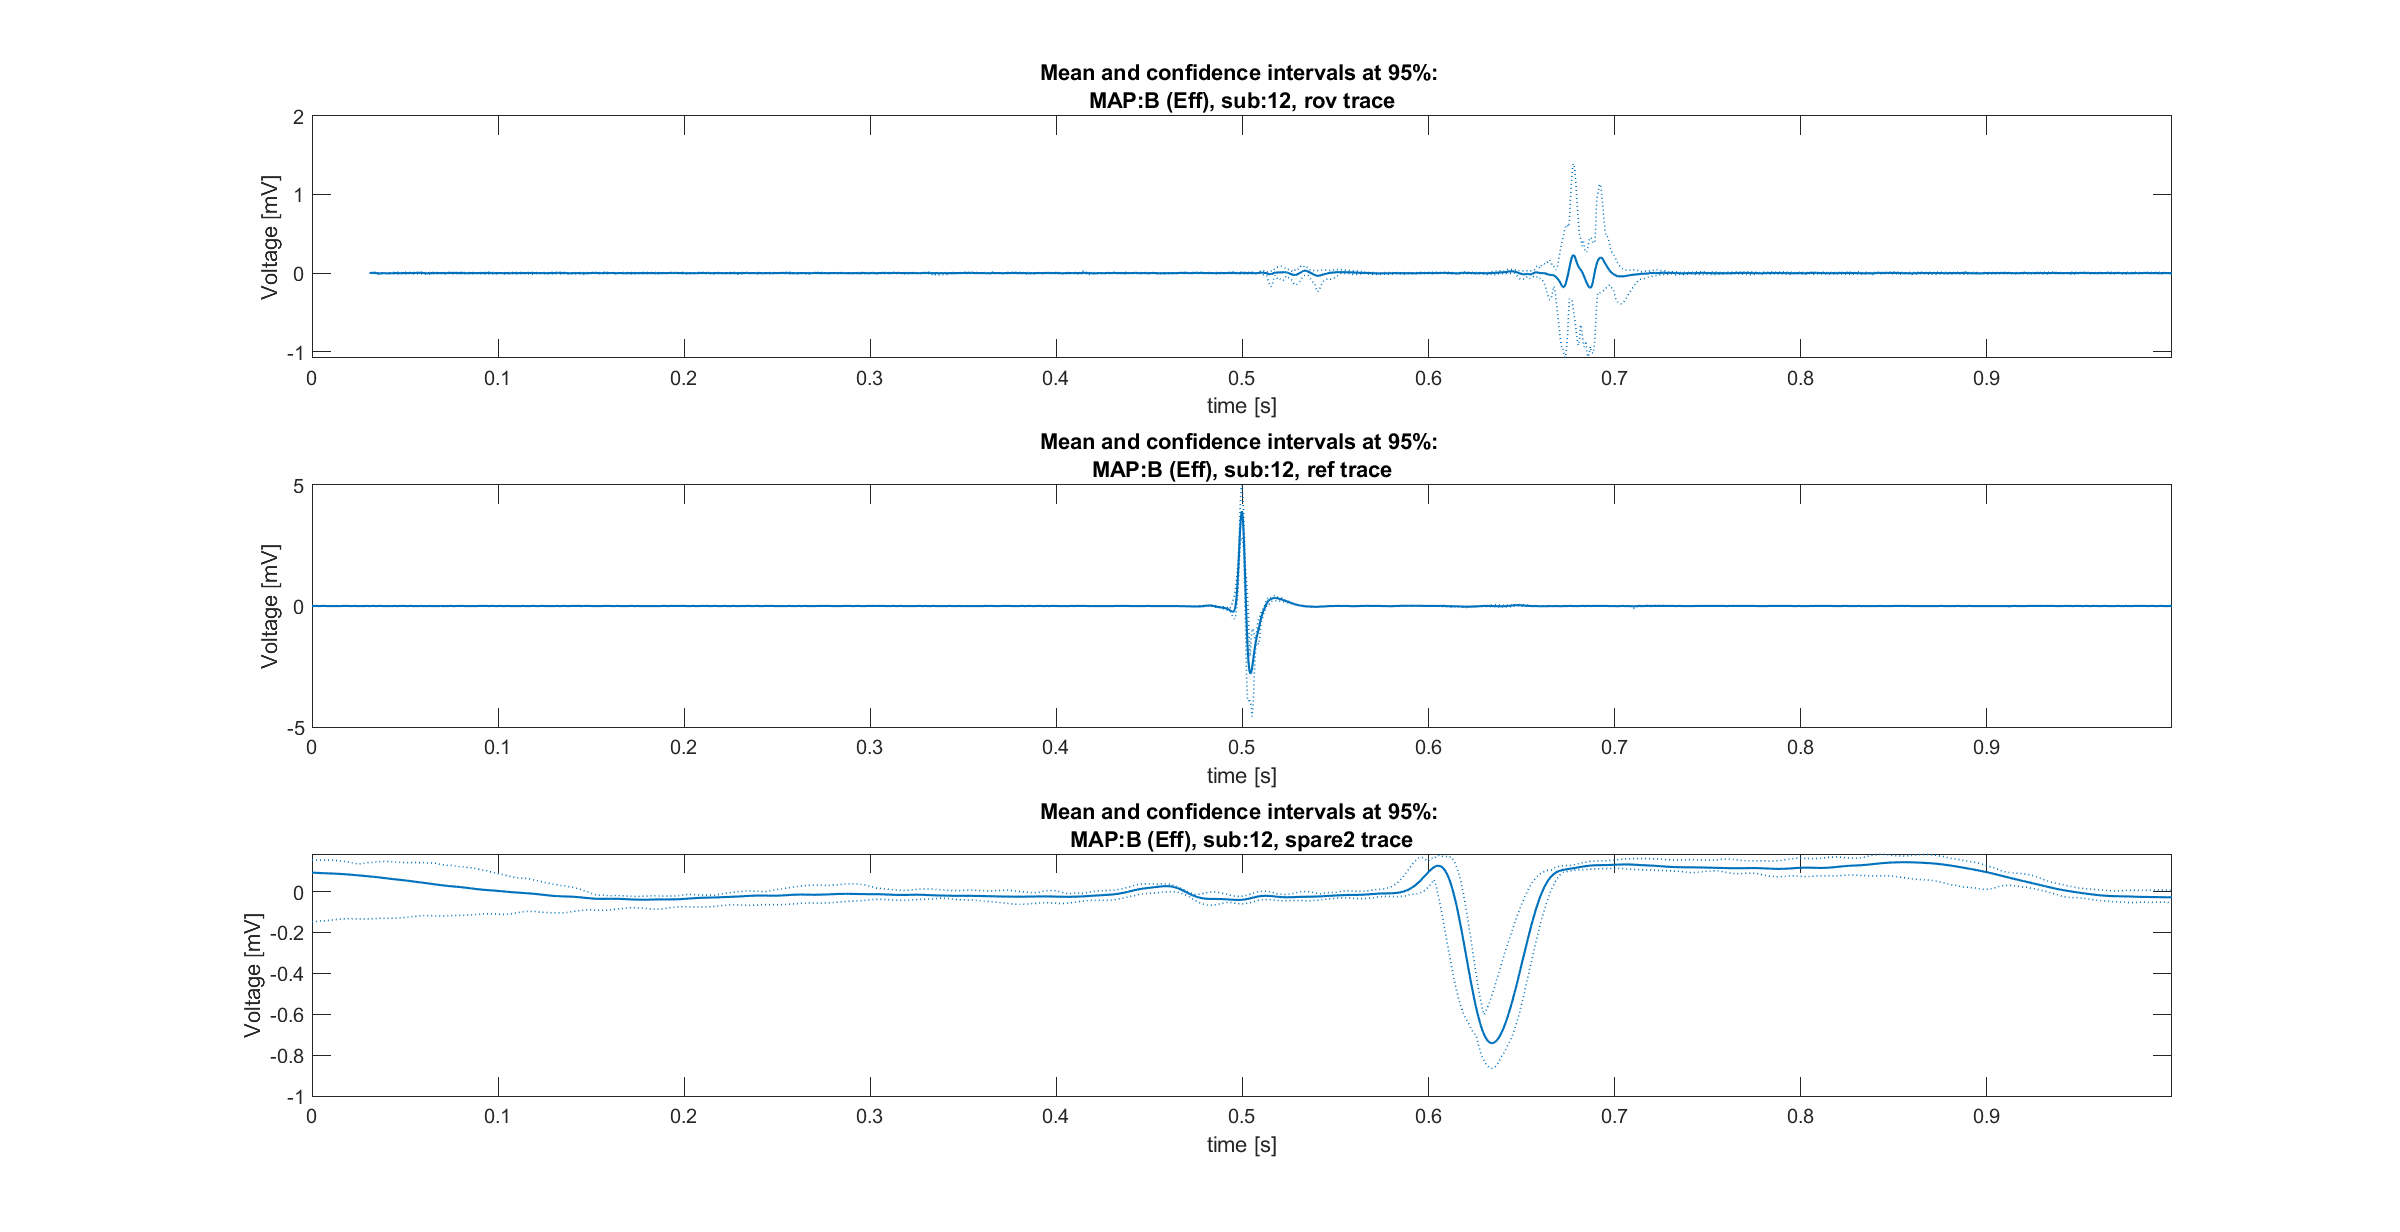 Mean and confidence intervals at 95%:
MAP:B (Eff), sub:12, rov trace
2
1
0
-1
Voltage [mV]
0 0.1 0.2 0.3 0.4 0.5 0.6 0.7 0.8 0.9
time [s]
Mean and confidence intervals at 95%:
MAP:B (Eff), sub:12, ref trace
5
0
-5
Voltage [mV]
0 0.1 0.2 0.3 0.4 0.5 0.6 0.7 0.8 0.9
time [s]
Mean and confidence intervals at 95%:
MAP:B (Eff), sub:12, spare2 trace
0
-0.2
-0.4
-0.6
-0.8
-1
Voltage [mV]
0 0.1 0.2 0.3 0.4 0.5 0.6 0.7 0.8 0.9
time [s]